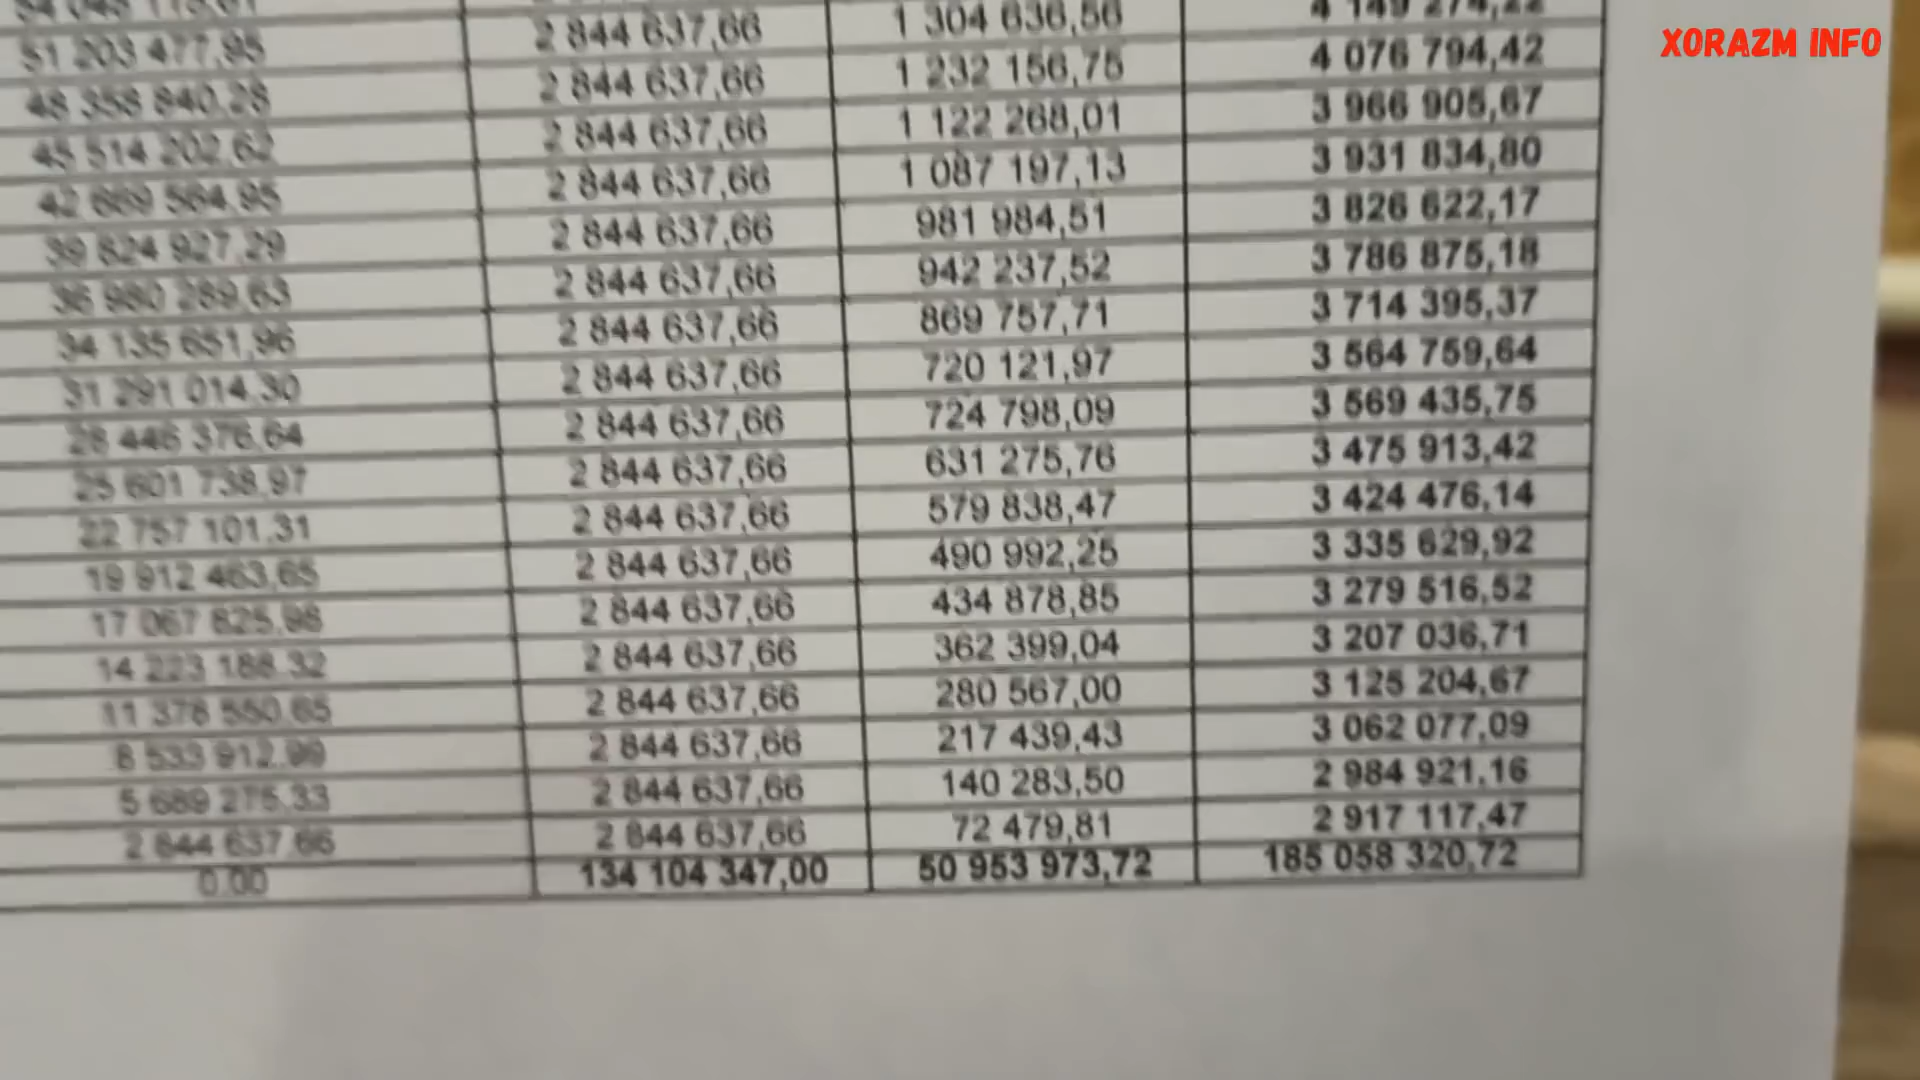 XORAZM INFO
2 844 637,66 1 304 636,56 4 149 274,22
51 203 477,95 2 844 637,66 1 232 156,75 4 076 794,42
48 358 840,28 2 844 637,66 1 122 268,01 3 966 905,67
45 514 202,62 2 844 637,66 1 087 197,13 3 931 834,80
42 669 564,95 2 844 637,66 981 984,51 3 826 622,17
39 824 927,29 2 844 637,66 942 237,52 3 786 875,18
36 980 289,63 2 844 637,66 869 757,71 3 714 395,37
34 135 651,96 2 844 637,66 720 121,97 3 564 759,64
31 291 014,30 2 844 637,66 724 798,09 3 569 435,75
28 446 376,64 2 844 637,66 631 275,76 3 475 913,42
25 601 738,97 2 844 637,66 579 838,47 3 424 476,14
22 757 101,31 2 844 637,66 490 992,25 3 335 629,92
19 912 463,65 2 844 637,66 434 878,85 3 279 516,52
17 067 825,98 2 844 637,66 362 399,04 3 207 036,71
14 223 188,32 2 844 637,66 280 567,00 3 125 204,67
11 378 550,65 2 844 637,66 217 439,43 3 062 077,09
8 533 912,99 2 844 637,66 140 283,50 2 984 921,16
5 689 275,33 2 844 637,66 72 479,81 2 917 117,47
2 844 637,66 134 104 347,00 50 953 973,72 185 058 320,72
0,00